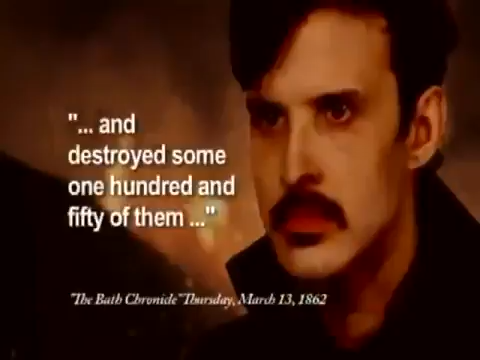 "... and
destroyed some
one hundred and
fifty of them ..."
"The Bath Chronicle" Thursday, March 13, 1862